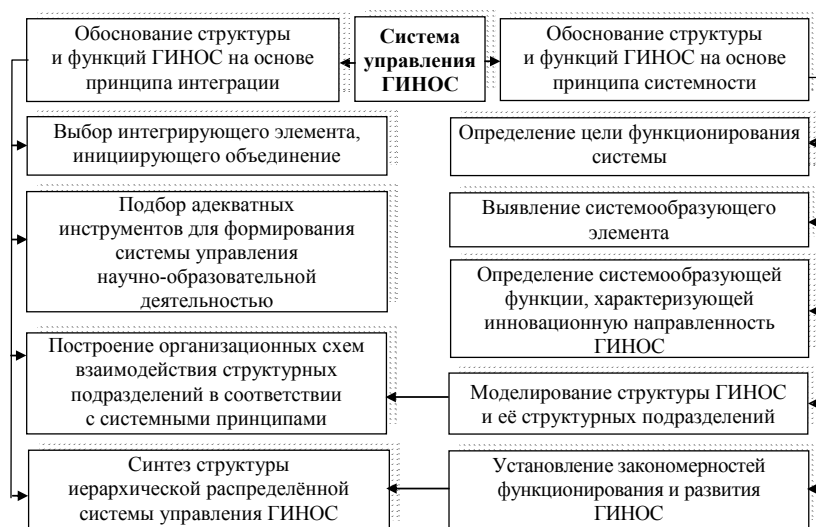 Обоснование структуры
и функций ГИНОС на основе
принципа интеграции
Система
управления
ГИНОС
Обоснование структуры
и функций ГИНОС на основе
принципа системности
Выбор интегрирующего элемента,
инициирующего объединение
Подбор адекватных
инструментов для формирования
системы управления
научно-образовательной
деятельностью
Построение организационных схем
взаимодействия структурных
подразделений в соответствии
с системными принципами
Синтез структуры
иерархической распределённой
системы управления ГИНОС
Определение цели функционирования
системы
Выявление системообразующего
элемента
Определение системообразующей
функции, характеризующей
инновационную направленность
ГИНОС
Моделирование структуры ГИНОС
и её структурных подразделений
Установление закономерностей
функционирования и развития
ГИНОС